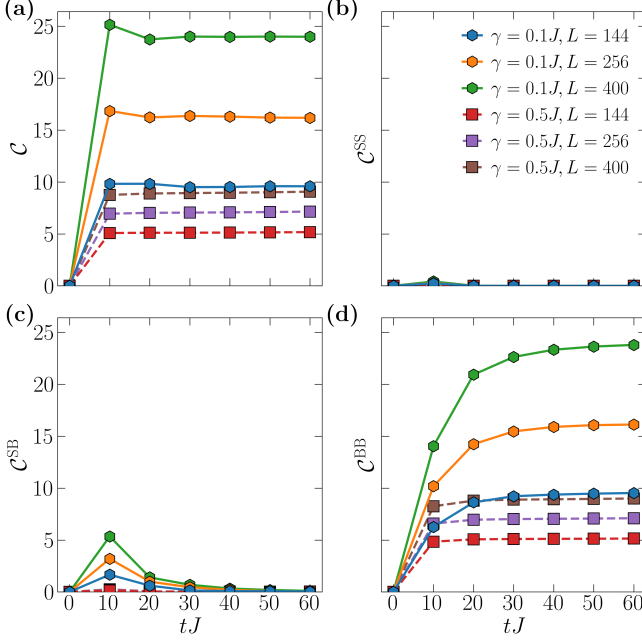 (a)
25
20
15
10
5
0
𝒞
(b)
𝒞^SS
γ = 0.1J, L = 144
γ = 0.1J, L = 256
γ = 0.1J, L = 400
γ = 0.5J, L = 144
γ = 0.5J, L = 256
γ = 0.5J, L = 400
(c)
25
20
15
10
5
0
𝒞^SB
0 10 20 30 40 50 60
tJ
(d)
𝒞^BB
0 10 20 30 40 50 60
tJ